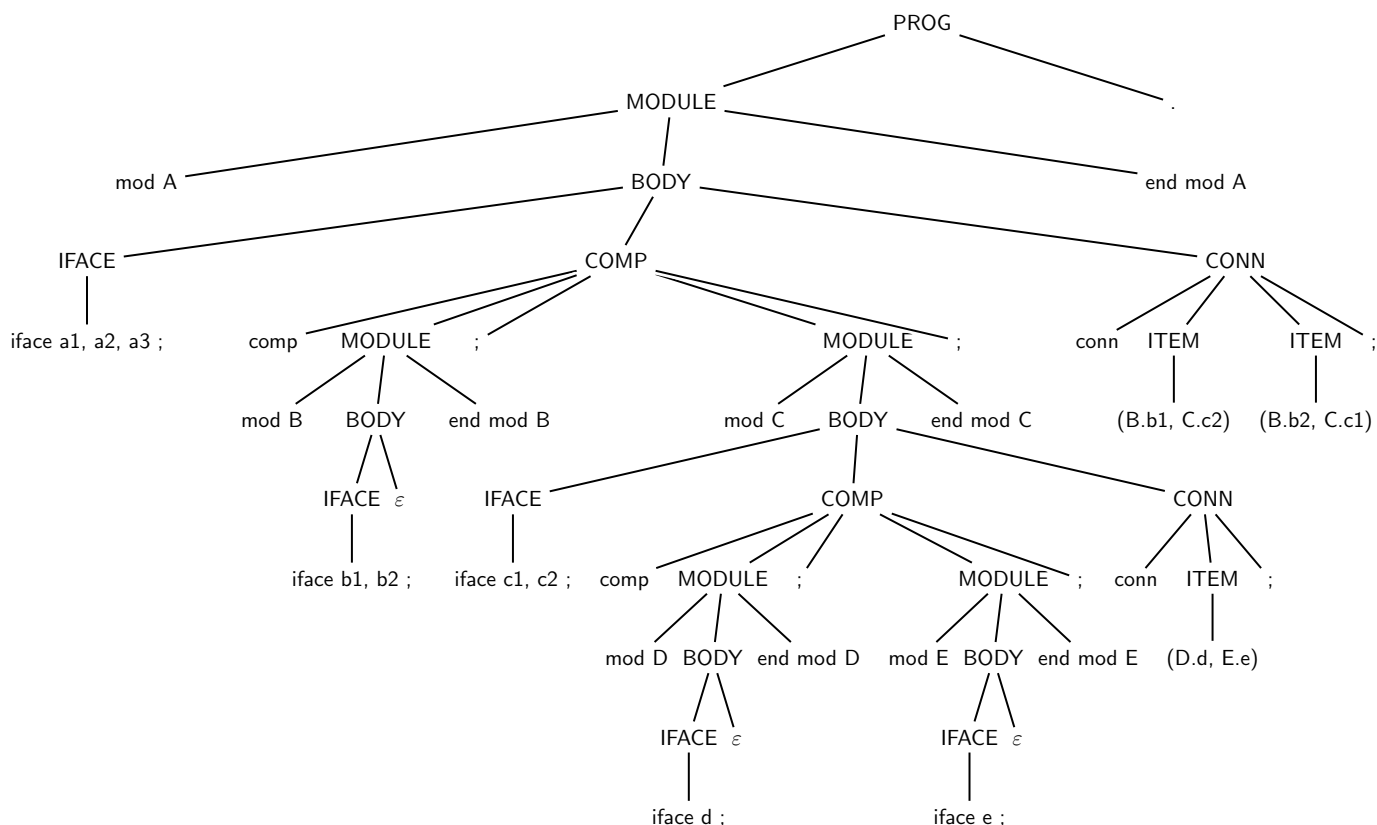 PROG
MODULE .
mod A BODY end mod A
IFACE COMP CONN
iface a1, a2, a3 ; comp MODULE ; MODULE ; conn ITEM ITEM ;
mod B BODY end mod B mod C BODY end mod C (B.b1, C.c2) (B.b2, C.c1)
IFACE ε IFACE COMP CONN
iface b1, b2 ; iface c1, c2 ; comp MODULE ; MODULE ; conn ITEM ;
mod D BODY end mod D mod E BODY end mod E (D.d, E.e)
IFACE ε IFACE ε
iface d ; iface e ;